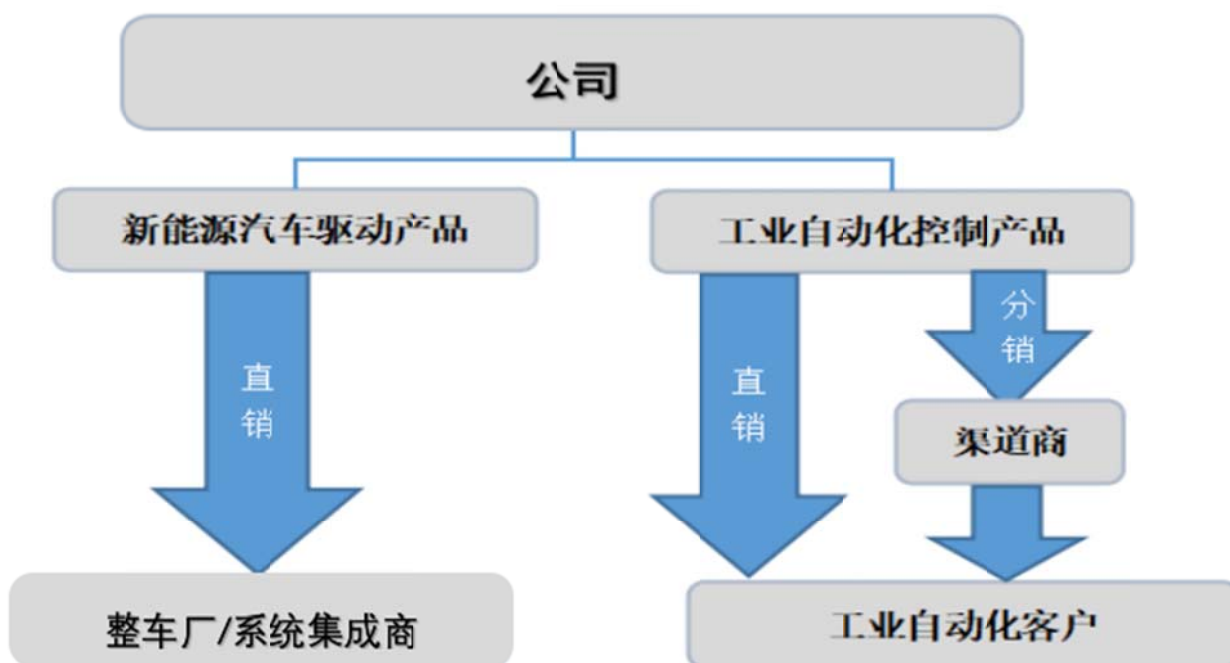 公司
新能源汽车驱动产品
工业自动化控制产品
直销
直销
分销
渠道商
整车厂/系统集成商
工业自动化客户